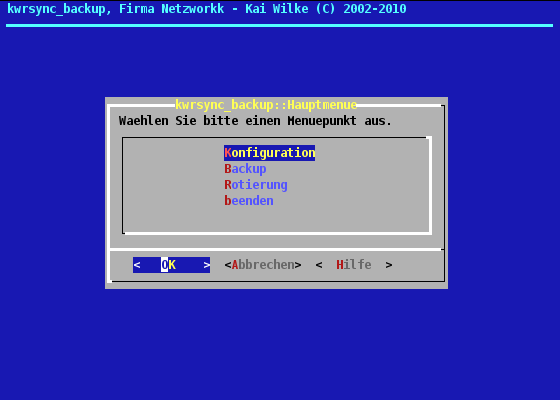 kwrsync_backup, Firma Netzworkk - Kai Wilke (C) 2002-2010
kwrsync_backup::Hauptmenue
Waehlen Sie bitte einen Menuepunkt aus.
Konfiguration
Backup
Rotierung
beenden
<   OK   > <Abbrechen> <  Hilfe  >